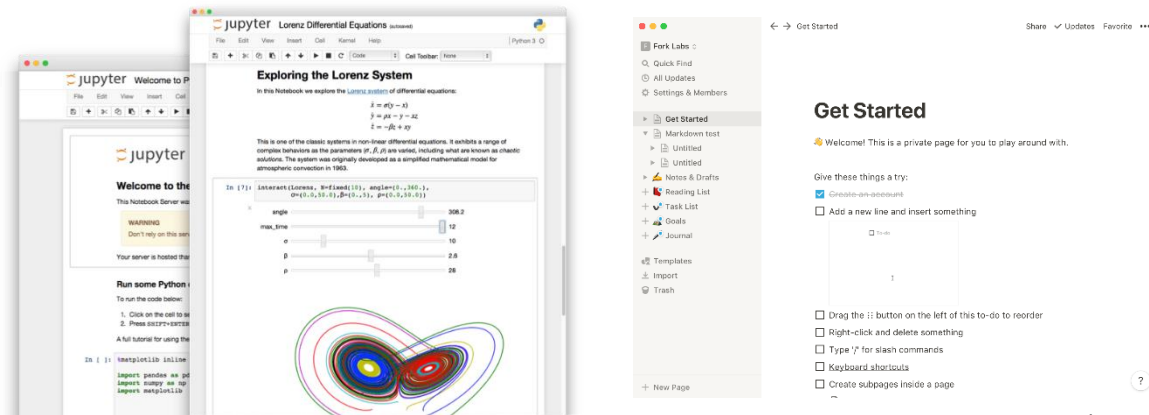 jupyter Welcome to P
File Edit View Insert Cell
jupyter
Welcome to the
This Notebook Server was
WARNING
Don't rely on this serv
Your server is hosted than
Run some Python c
To run the code below:
1. Click on the cell to se
2. Press SHIFT+ENTER
A full tutorial for using the
In [ ]: %matplotlib inline
import pandas as pd
import numpy as np
import matplotlib
jupyter Lorenz Differential Equations (autosaved)
File Edit View Insert Cell Kernel Help Python 3
Code Cell Toolbar: None
Exploring the Lorenz System
In this Notebook we explore the Lorenz system of differential equations:
ẋ = σ(y − x)
ẏ = ρx − y − xz
ż = −βz + xy
This is one of the classic systems in non-linear differential equations. It exhibits a range of
complex behaviors as the parameters (σ, β, ρ) are varied, including what are known as chaotic
solutions. The system was originally developed as a simplified mathematical model for
atmospheric convection in 1963.
In [7]: interact(Lorenz, N=fixed(10), angle=(0.,360.),
σ=(0.0,50.0),β=(0.,5), ρ=(0.0,50.0))
angle 308.2
max_time 12
σ 10
β 2.6
ρ 28
Fork Labs
Quick Find
All Updates
Settings & Members
Get Started
Markdown test
Untitled
Untitled
Notes & Drafts
Reading List
Task List
Goals
Journal
Templates
Import
Trash
New Page
Get Started
Share Updates Favorite
Get Started
Welcome! This is a private page for you to play around with.
Give these things a try:
Create an account
Add a new line and insert something
To-do
Drag the ⋮⋮ button on the left of this to-do to reorder
Right-click and delete something
Type '/' for slash commands
Keyboard shortcuts
Create subpages inside a page
?